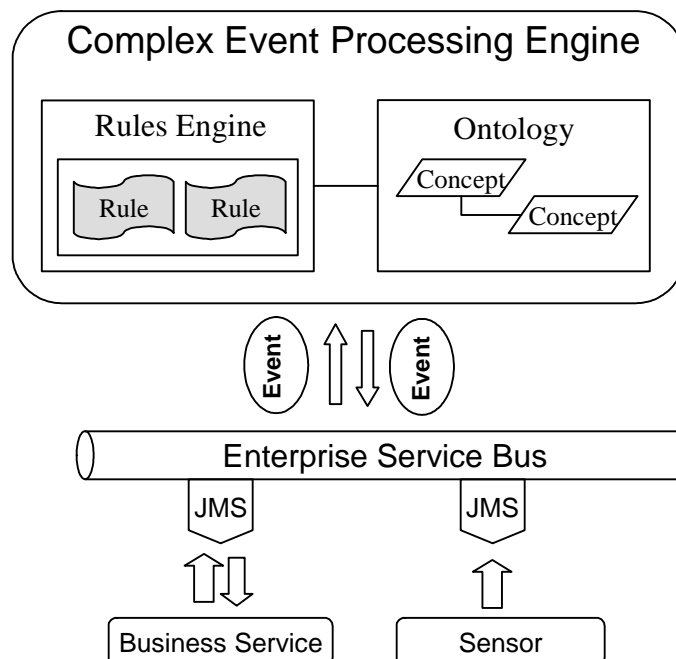 Complex Event Processing Engine
Rules Engine
Ontology
Rule
Rule
Concept
Concept
Event
Event
Enterprise Service Bus
JMS
JMS
Business Service
Sensor